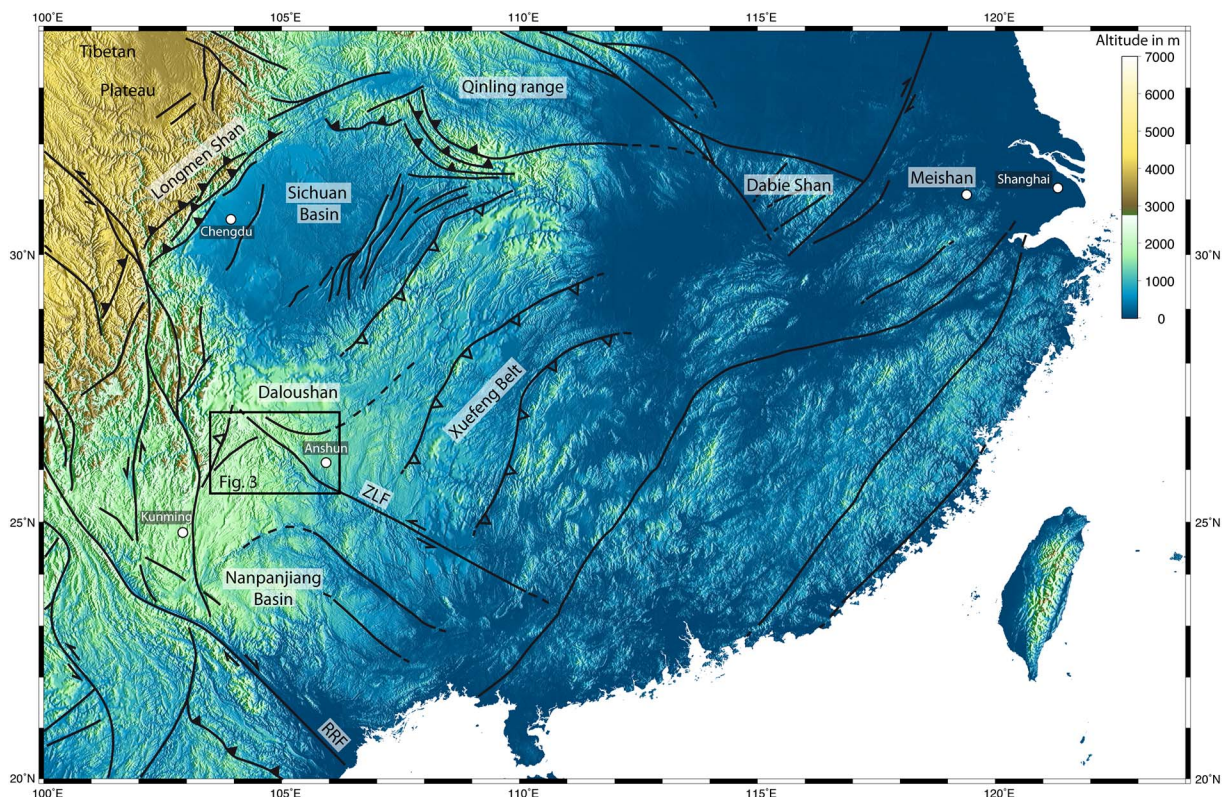 100°E
105°E
110°E
115°E
120°E
Altitude in m
7000
6000
5000
4000
3000
2000
1000
0
Tibetan
Plateau
Qinling range
Longmen Shan
Sichuan
Basin
Chengdu
Dabie Shan
Meishan
Shanghai
30°N
30°N
Daloushan
Xuefeng Belt
Anshun
Fig. 3
ZLF
25°N
25°N
Kunming
Nanpanjiang
Basin
RRF
20°N
20°N
100°E
105°E
110°E
115°E
120°E